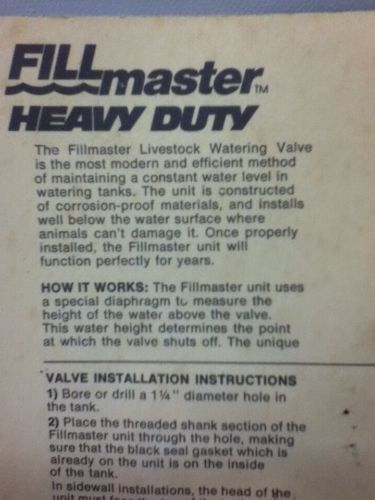 FILLmaster™
HEAVY DUTY
The Fillmaster Livestock Watering Valve
is the most modern and efficient method
of maintaining a constant water level in
watering tanks. The unit is constructed
of corrosion-proof materials, and installs
well below the water surface where
animals can't damage it. Once properly
installed, the Fillmaster unit will
function perfectly for years.
HOW IT WORKS: The Fillmaster unit uses
a special diaphragm to measure the
height of the water above the valve.
This water height determines the point
at which the valve shuts off. The unique
VALVE INSTALLATION INSTRUCTIONS
1) Bore or drill a 1¼" diameter hole in
the tank.
2) Place the threaded shank section of the
Fillmaster unit through the hole, making
sure that the black seal gasket which is
already on the unit is on the inside
of the tank.
In sidewall installations, the head of the
unit must